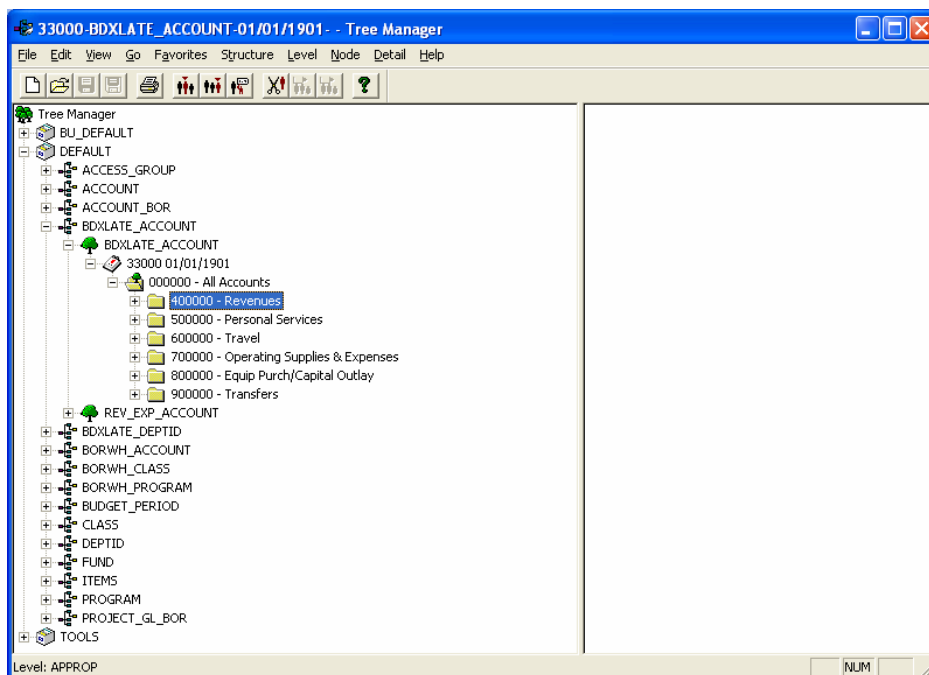 33000-BDXLATE_ACCOUNT-01/01/1901- - Tree Manager
File Edit View Go Favorites Structure Level Node Detail Help
Tree Manager
BU_DEFAULT
DEFAULT
ACCESS_GROUP
ACCOUNT
ACCOUNT_BOR
BDXLATE_ACCOUNT
BDXLATE_ACCOUNT
33000 01/01/1901
000000 - All Accounts
400000 - Revenues
500000 - Personal Services
600000 - Travel
700000 - Operating Supplies & Expenses
800000 - Equip Purch/Capital Outlay
900000 - Transfers
REV_EXP_ACCOUNT
BDXLATE_DEPTID
BORWH_ACCOUNT
BORWH_CLASS
BORWH_PROGRAM
BUDGET_PERIOD
CLASS
DEPTID
FUND
ITEMS
PROGRAM
PROJECT_GL_BOR
TOOLS
Level: APPROP NUM